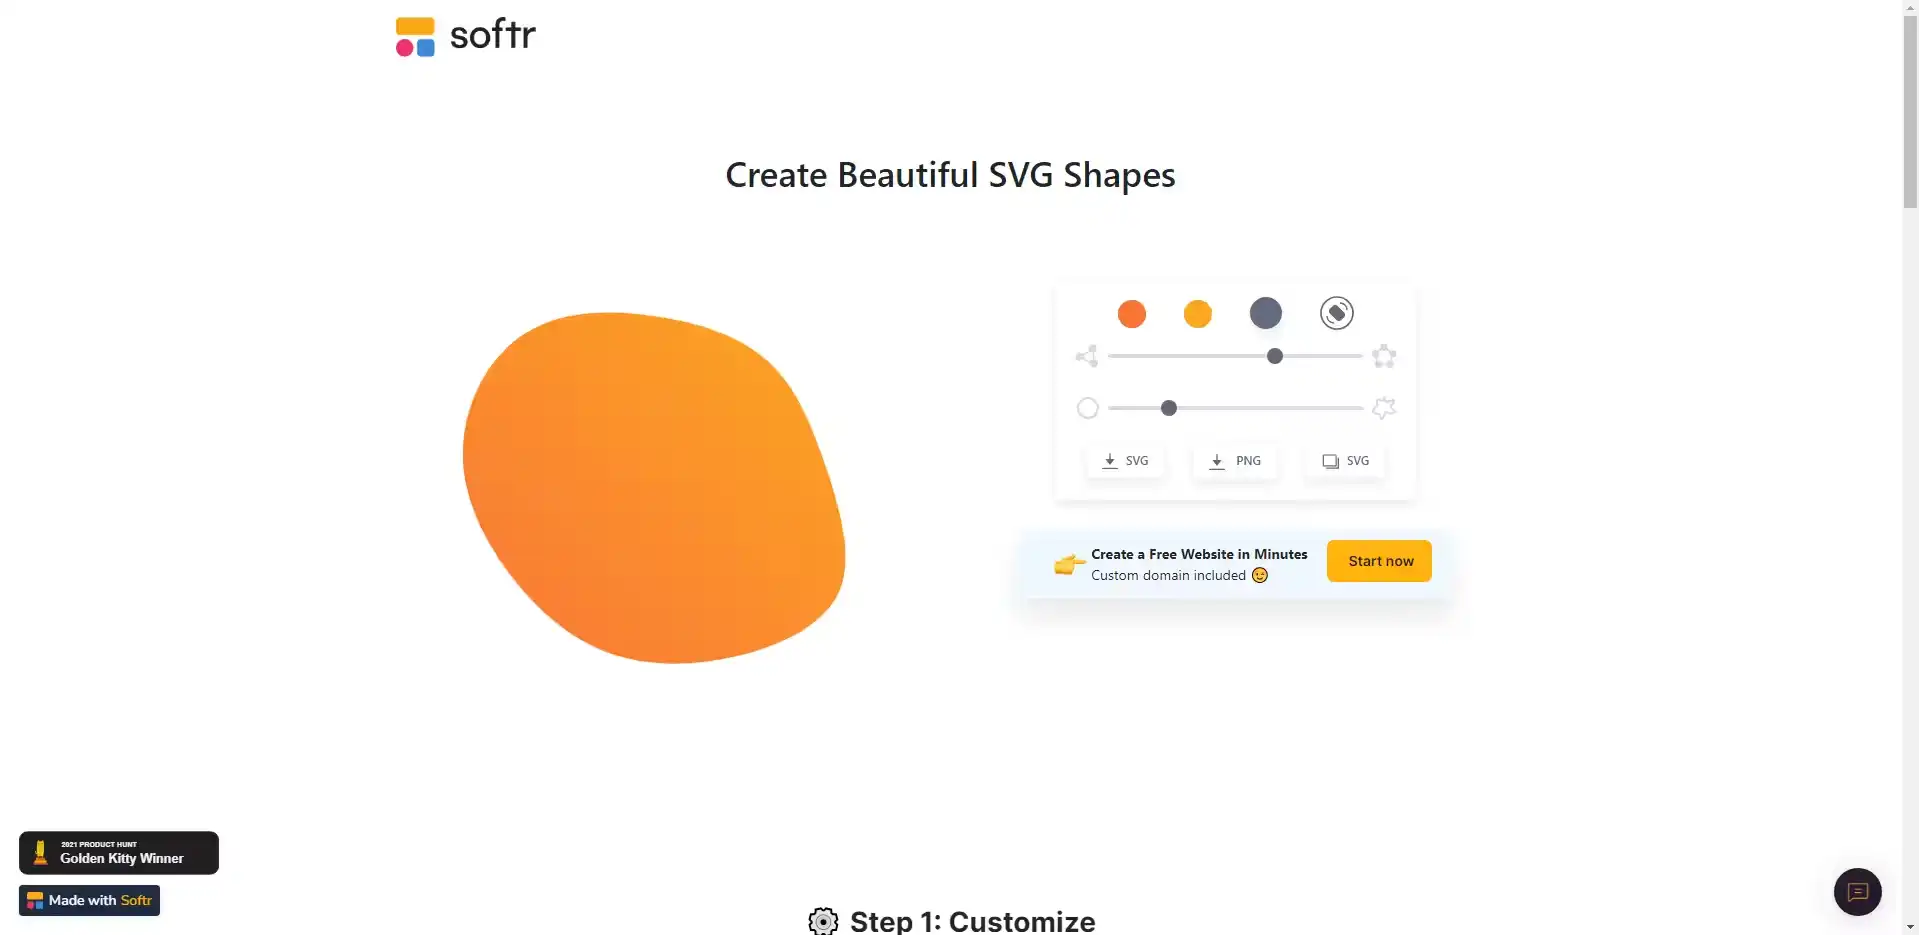 softr
Create Beautiful SVG Shapes
SVG
PNG
SVG
Create a Free Website in Minutes
Custom domain included
Start now
2021 PRODUCT HUNT
Golden Kitty Winner
Made with Softr
Step 1: Customize